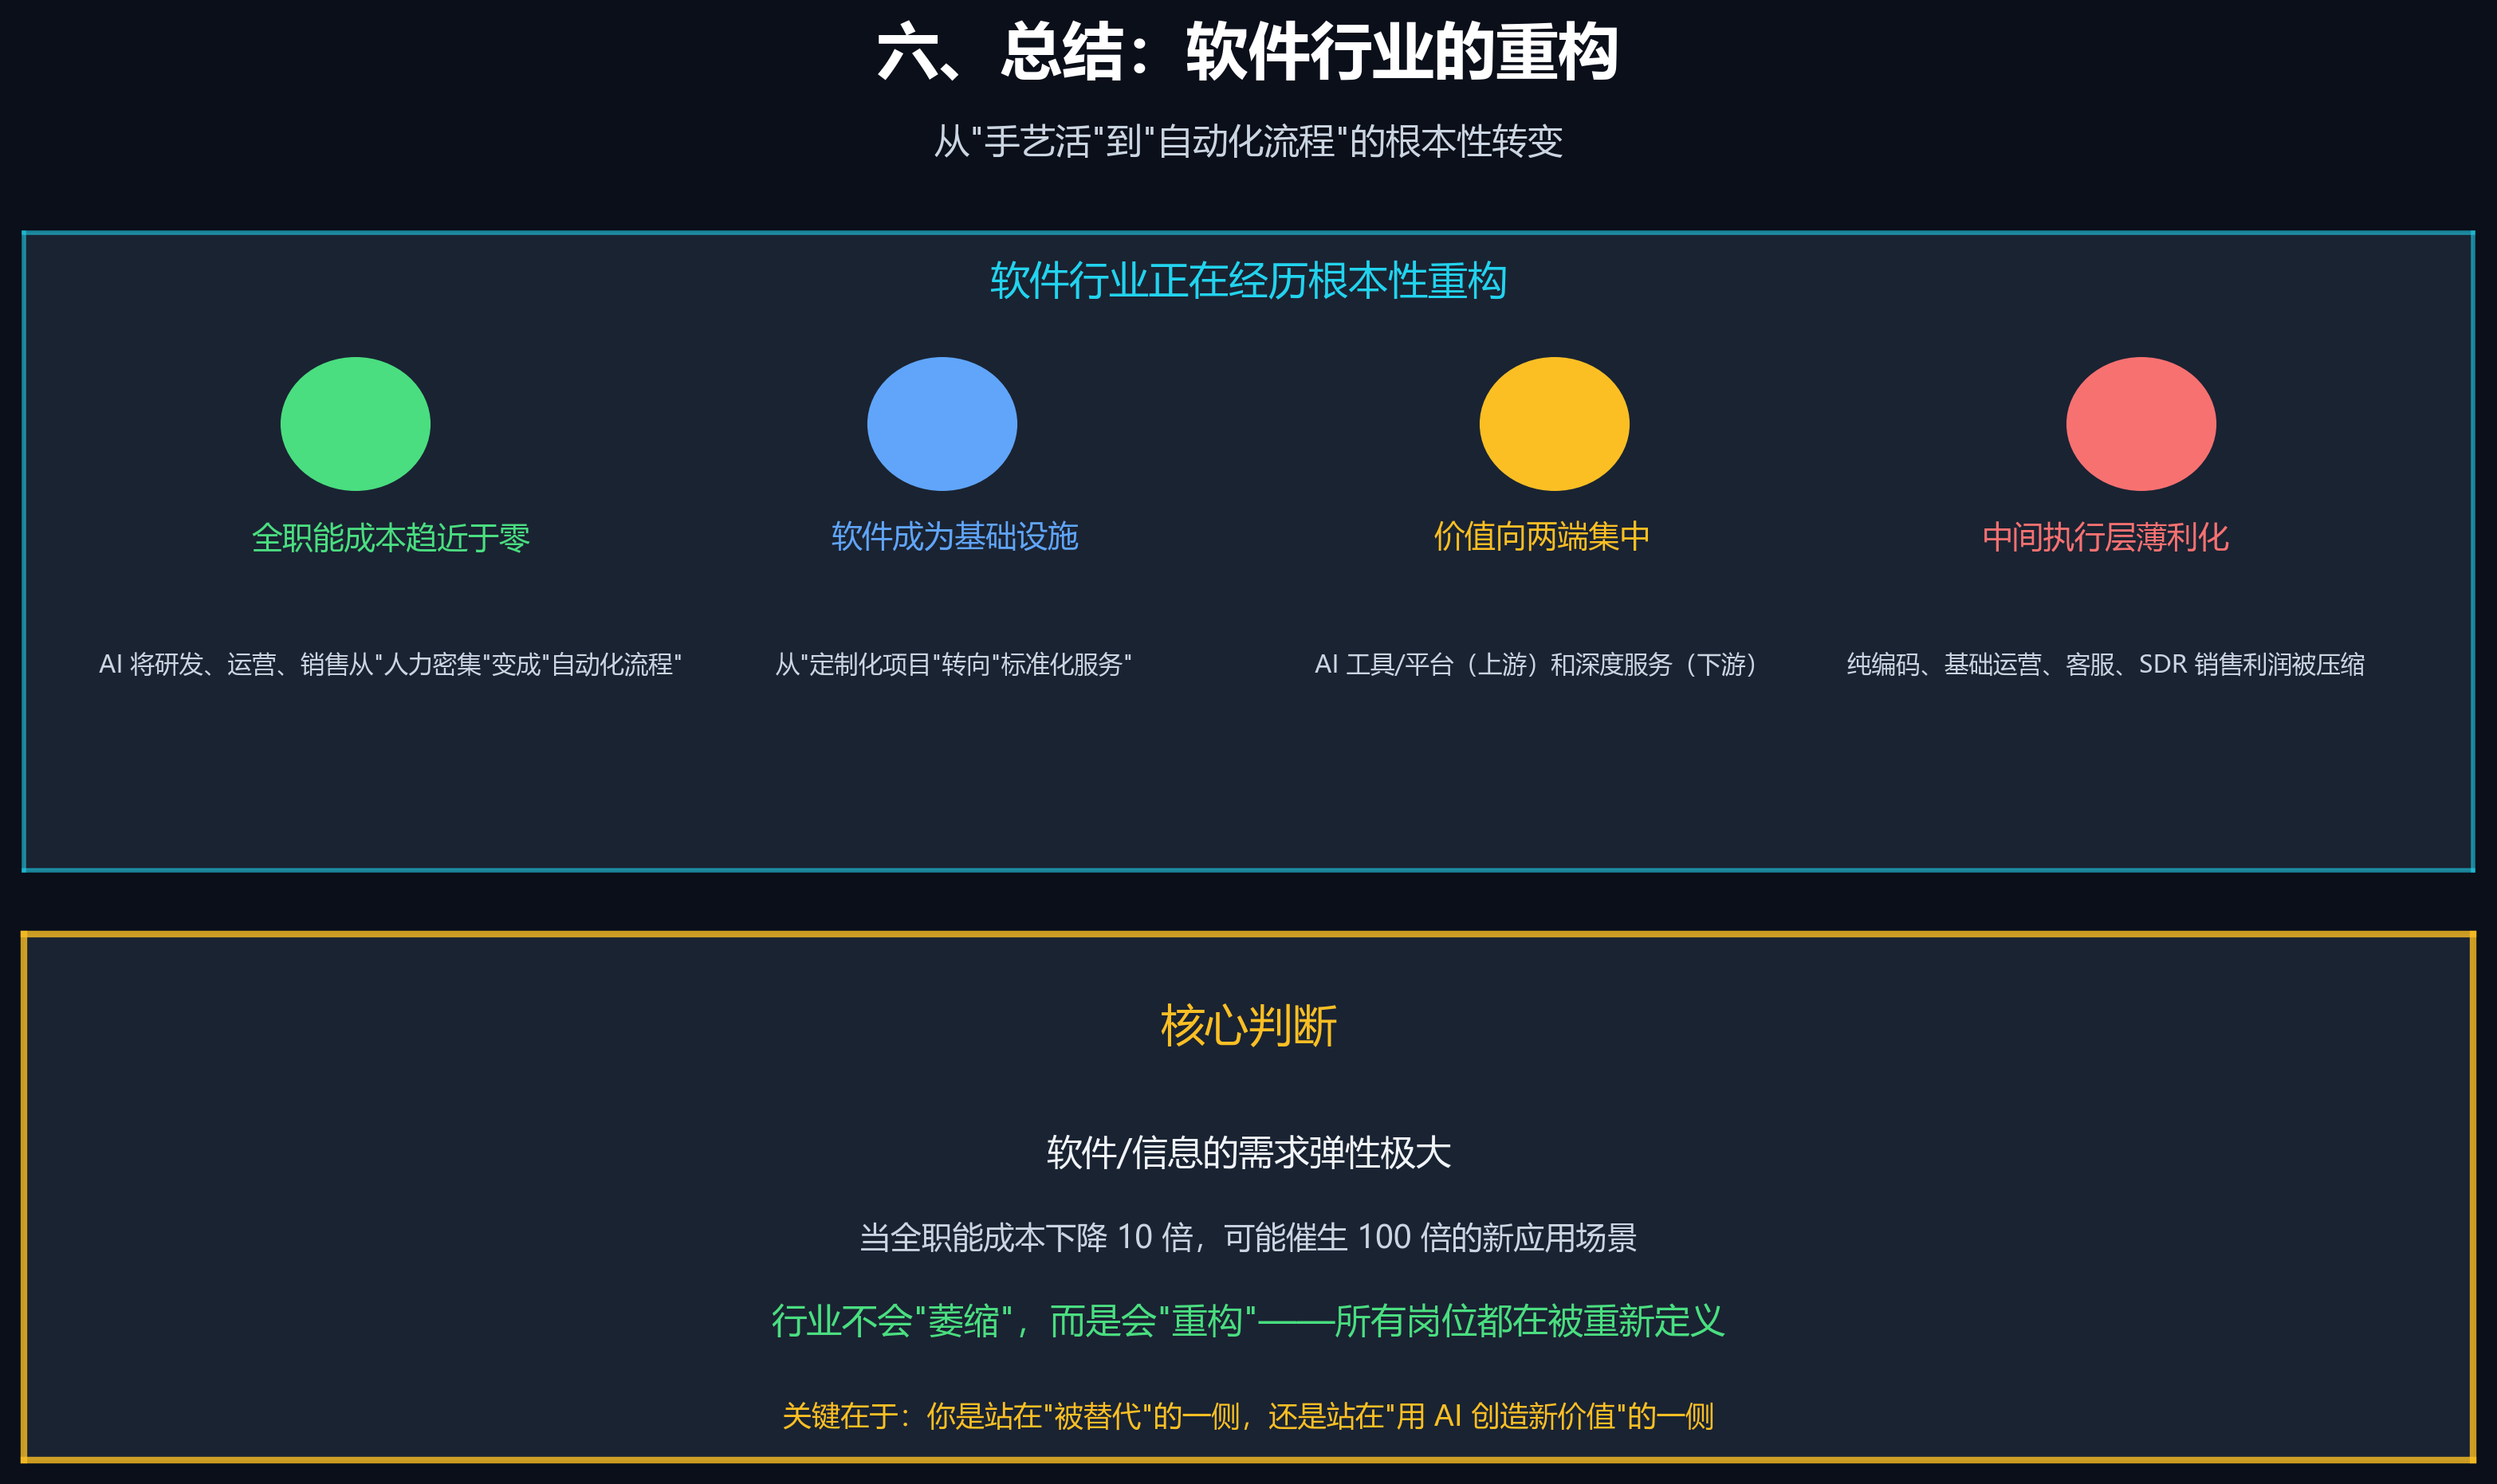 六、总结：软件行业的重构
从"手艺活"到"自动化流程"的根本性转变
软件行业正在经历根本性重构
全职能成本趋近于零
软件成为基础设施
价值向两端集中
中间执行层薄利化
AI 将研发、运营、销售从"人力密集"变成"自动化流程"
从"定制化项目"转向"标准化服务"
AI 工具/平台（上游）和深度服务（下游）
纯编码、基础运营、客服、SDR 销售利润被压缩
核心判断
软件/信息的需求弹性极大
当全职能成本下降 10 倍，可能催生 100 倍的新应用场景
行业不会"萎缩"，而是会"重构"——所有岗位都在被重新定义
关键在于：你是站在"被替代"的一侧，还是站在"用 AI 创造新价值"的一侧